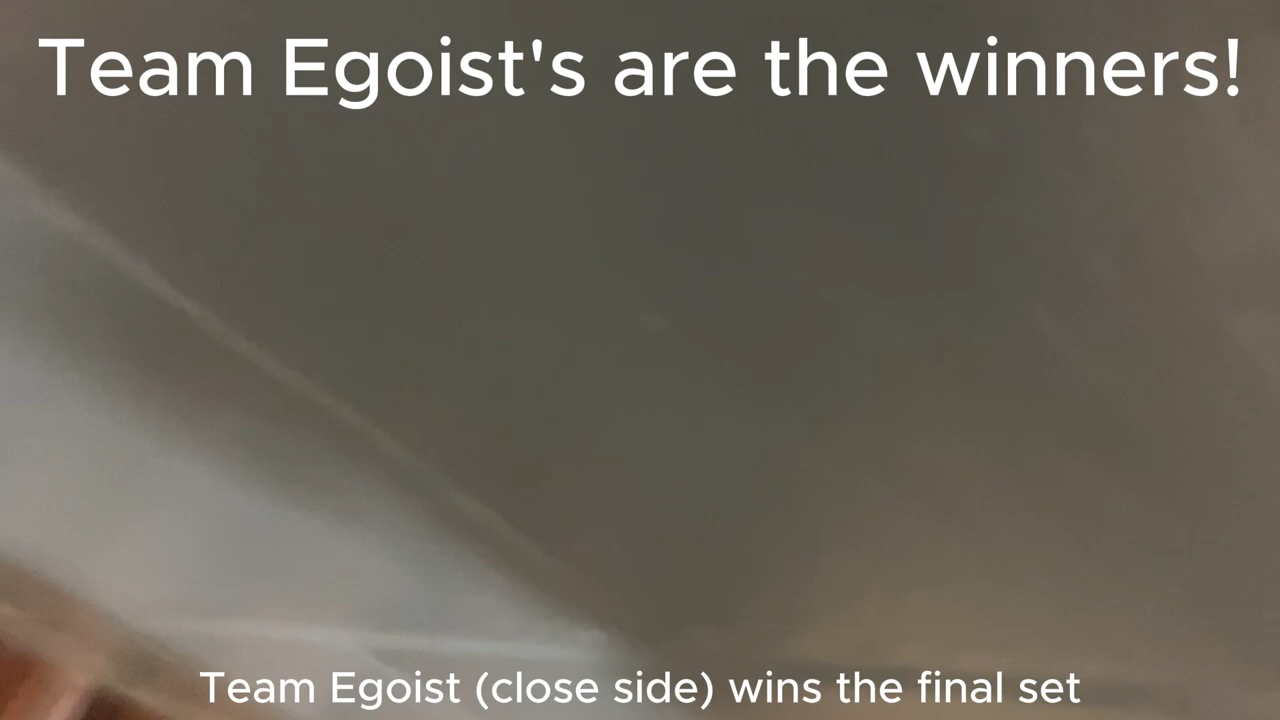 Team Egoist's are the winners!
Team Egoist (close side) wins the final set